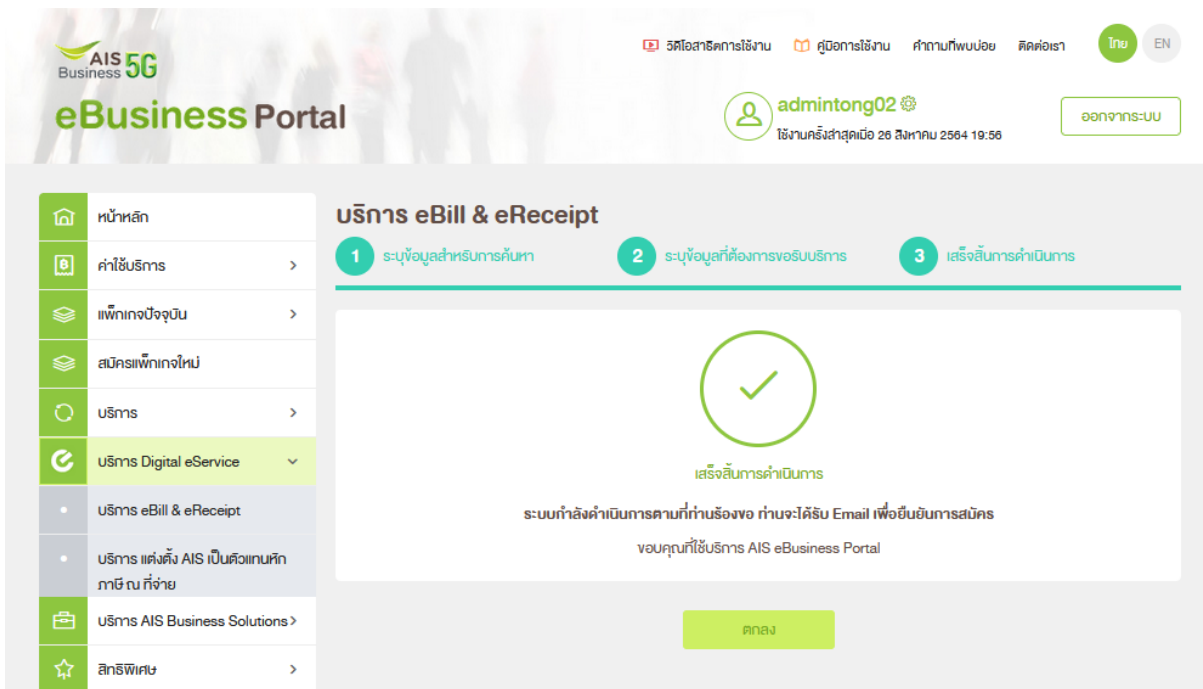 AIS 5G
Business
eBusiness Portal
วิดีโอสาธิตการใช้งาน คู่มือการใช้งาน คำถามที่พบบ่อย ติดต่อเรา ไทย EN
admintong02
ใช้งานครั้งล่าสุดเมื่อ 26 สิงหาคม 2564 19:56
ออกจากระบบ
หน้าหลัก
ค่าใช้บริการ
แพ็กเกจปัจจุบัน
สมัครแพ็กเกจใหม่
บริการ
บริการ Digital eService
บริการ eBill & eReceipt
บริการ แต่งตั้ง AIS เป็นตัวแทนหัก
ภาษี ณ ที่จ่าย
บริการ AIS Business Solutions
สิทธิพิเศษ
บริการ eBill & eReceipt
1 ระบุข้อมูลสำหรับการค้นหา 2 ระบุข้อมูลที่ต้องการขอรับบริการ 3 เสร็จสิ้นการดำเนินการ
เสร็จสิ้นการดำเนินการ
ระบบกำลังดำเนินการตามที่ท่านร้องขอ ท่านจะได้รับ Email เพื่อยืนยันการสมัคร
ขอบคุณที่ใช้บริการ AIS eBusiness Portal
ตกลง